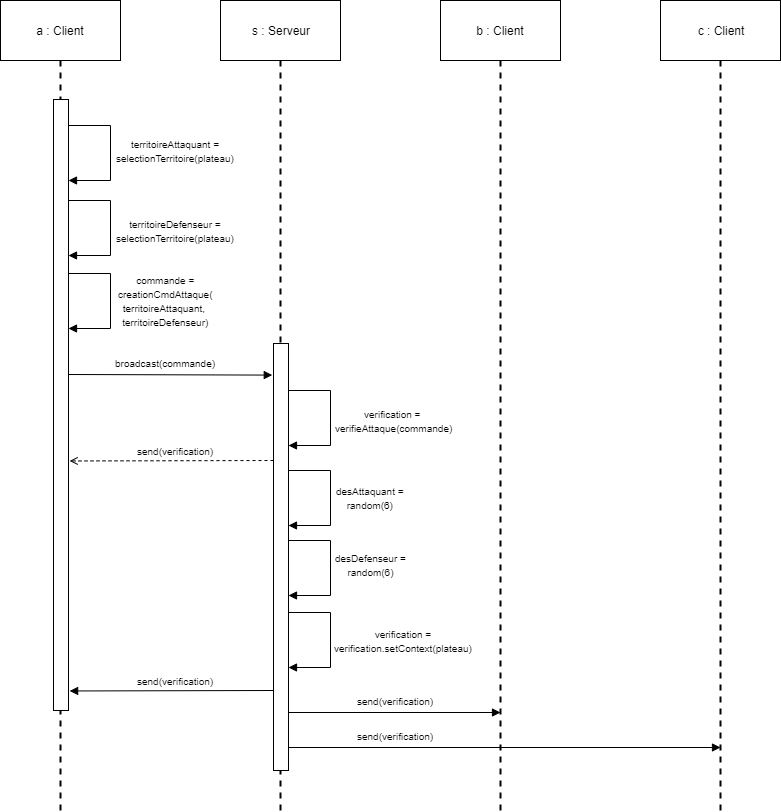 a : Client
s : Serveur
b : Client
c : Client
territoireAttaquant =
selectionTerritoire(plateau)
territoireDefenseur =
selectionTerritoire(plateau)
commande =
creationCmdAttaque(
territoireAttaquant,
territoireDefenseur)
broadcast(commande)
verification =
verifieAttaque(commande)
send(verification)
desAttaquant =
random(6)
desDefenseur =
random(6)
verification =
verification.setContext(plateau)
send(verification)
send(verification)
send(verification)